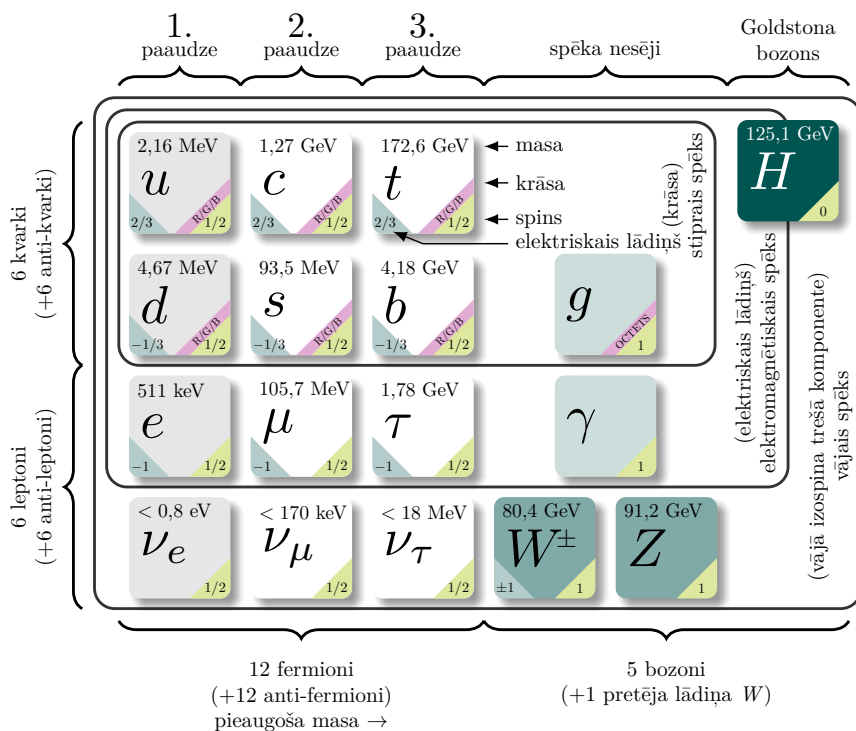 1. 2. 3.
paaudze paaudze paaudze spēka nesēji Goldstona
bozons
6 kvarki
(+6 anti-kvarki)
6 leptoni
(+6 anti-leptoni)
2,16 MeV
u
2/3 R/G/B 1/2
1,27 GeV
c
2/3 R/G/B 1/2
172,6 GeV
t
2/3 R/G/B 1/2
masa
krāsa
spins
elektriskais lādiņš
(krāsa)
stiprais spēks
125,1 GeV
H
0
4,67 MeV
d
−1/3 R/G/B 1/2
93,5 MeV
s
−1/3 R/G/B 1/2
4,18 GeV
b
−1/3 R/G/B 1/2
g
OCTETS 1
(elektriskais lādiņš)
elektromagnētiskais spēks
(vājā izospina trešā komponente)
vājais spēks
511 keV
e
−1 1/2
105,7 MeV
μ
−1 1/2
1,78 GeV
τ
−1 1/2
γ
1
< 0,8 eV
νe
1/2
< 170 keV
νμ
1/2
< 18 MeV
ντ
1/2
80,4 GeV
W±
±1 1
91,2 GeV
Z
1
12 fermioni
(+12 anti-fermioni)
pieaugoša masa →
5 bozoni
(+1 pretēja lādiņa W)